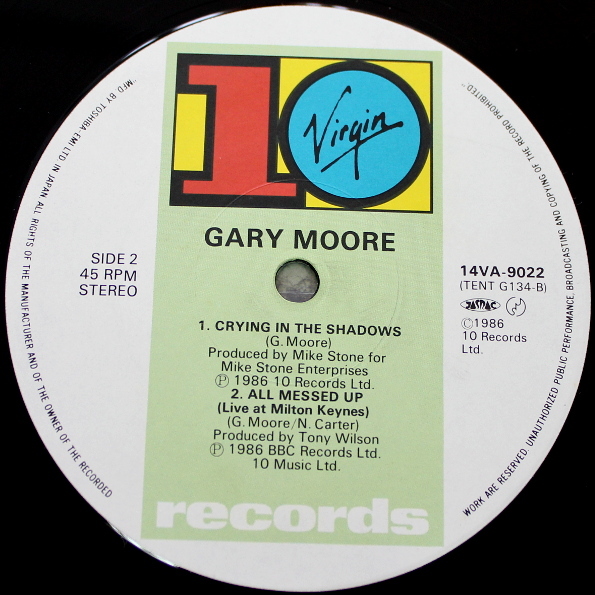 10
Virgin
GARY MOORE
SIDE 2
45 RPM
STEREO
14VA-9022
(TENT G134-B)
JASRAC
Ⓒ1986
10 Records
Ltd.
1. CRYING IN THE SHADOWS
(G. Moore)
Produced by Mike Stone for
Mike Stone Enterprises
Ⓟ 1986 10 Records Ltd.
2. ALL MESSED UP
(Live at Milton Keynes)
(G. Moore/N. Carter)
Produced by Tony Wilson
Ⓟ 1986 BBC Records Ltd.
10 Music Ltd.
records
"MFD BY TOSHIBA-EMI LTD IN JAPAN ALL RIGHTS OF THE MANUFACTURER AND OF THE OWNER OF THE RECORDED
WORK ARE RESERVED. UNAUTHORIZED PUBLIC PERFORMANCE, BROADCASTING AND COPYING OF THE RECORD PROHIBITED."